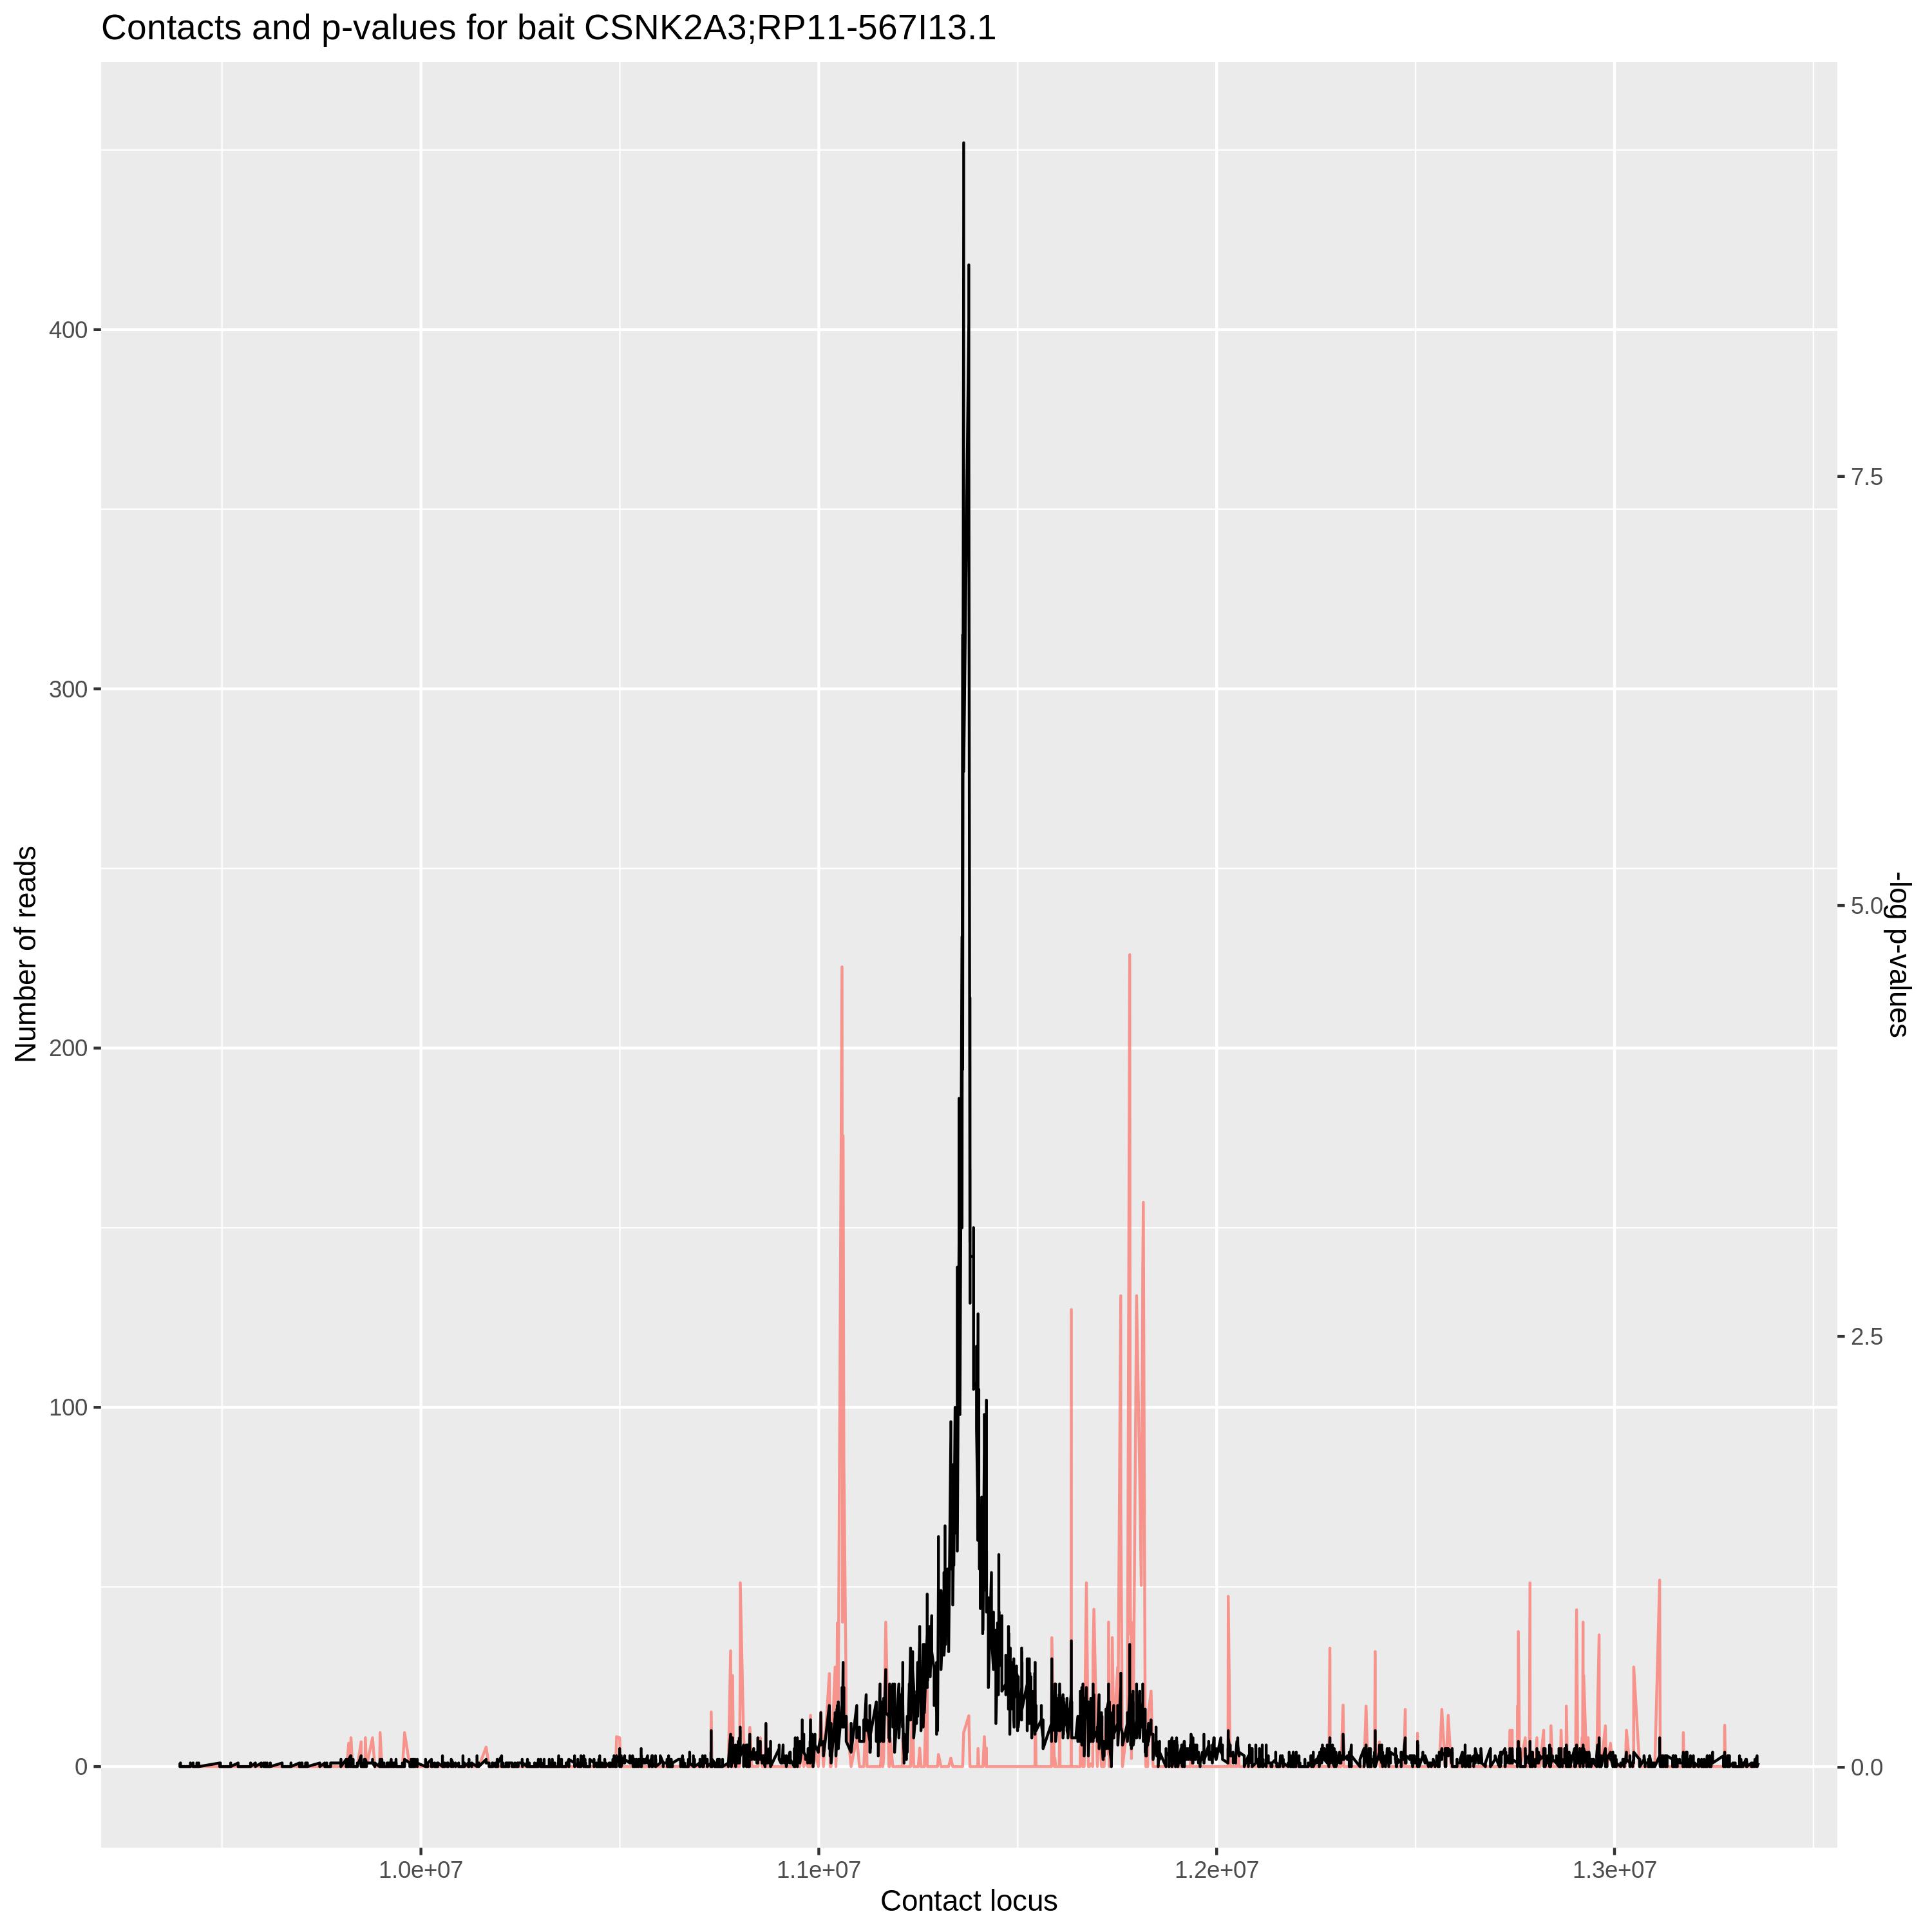 Contacts and p-values for bait CSNK2A3;RP11-567I13.1
400
300
200
100
0
Number of reads
7.5
5.0
2.5
0.0
-log p-values
1.0e+07
1.1e+07
1.2e+07
1.3e+07
Contact locus